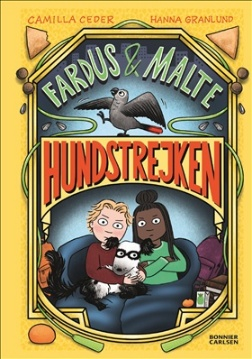 CAMILLA CEDER HANNA GRANLUND
FARDUS & MALTE
HUNDSTREJKEN
BONNIER
CARLSEN